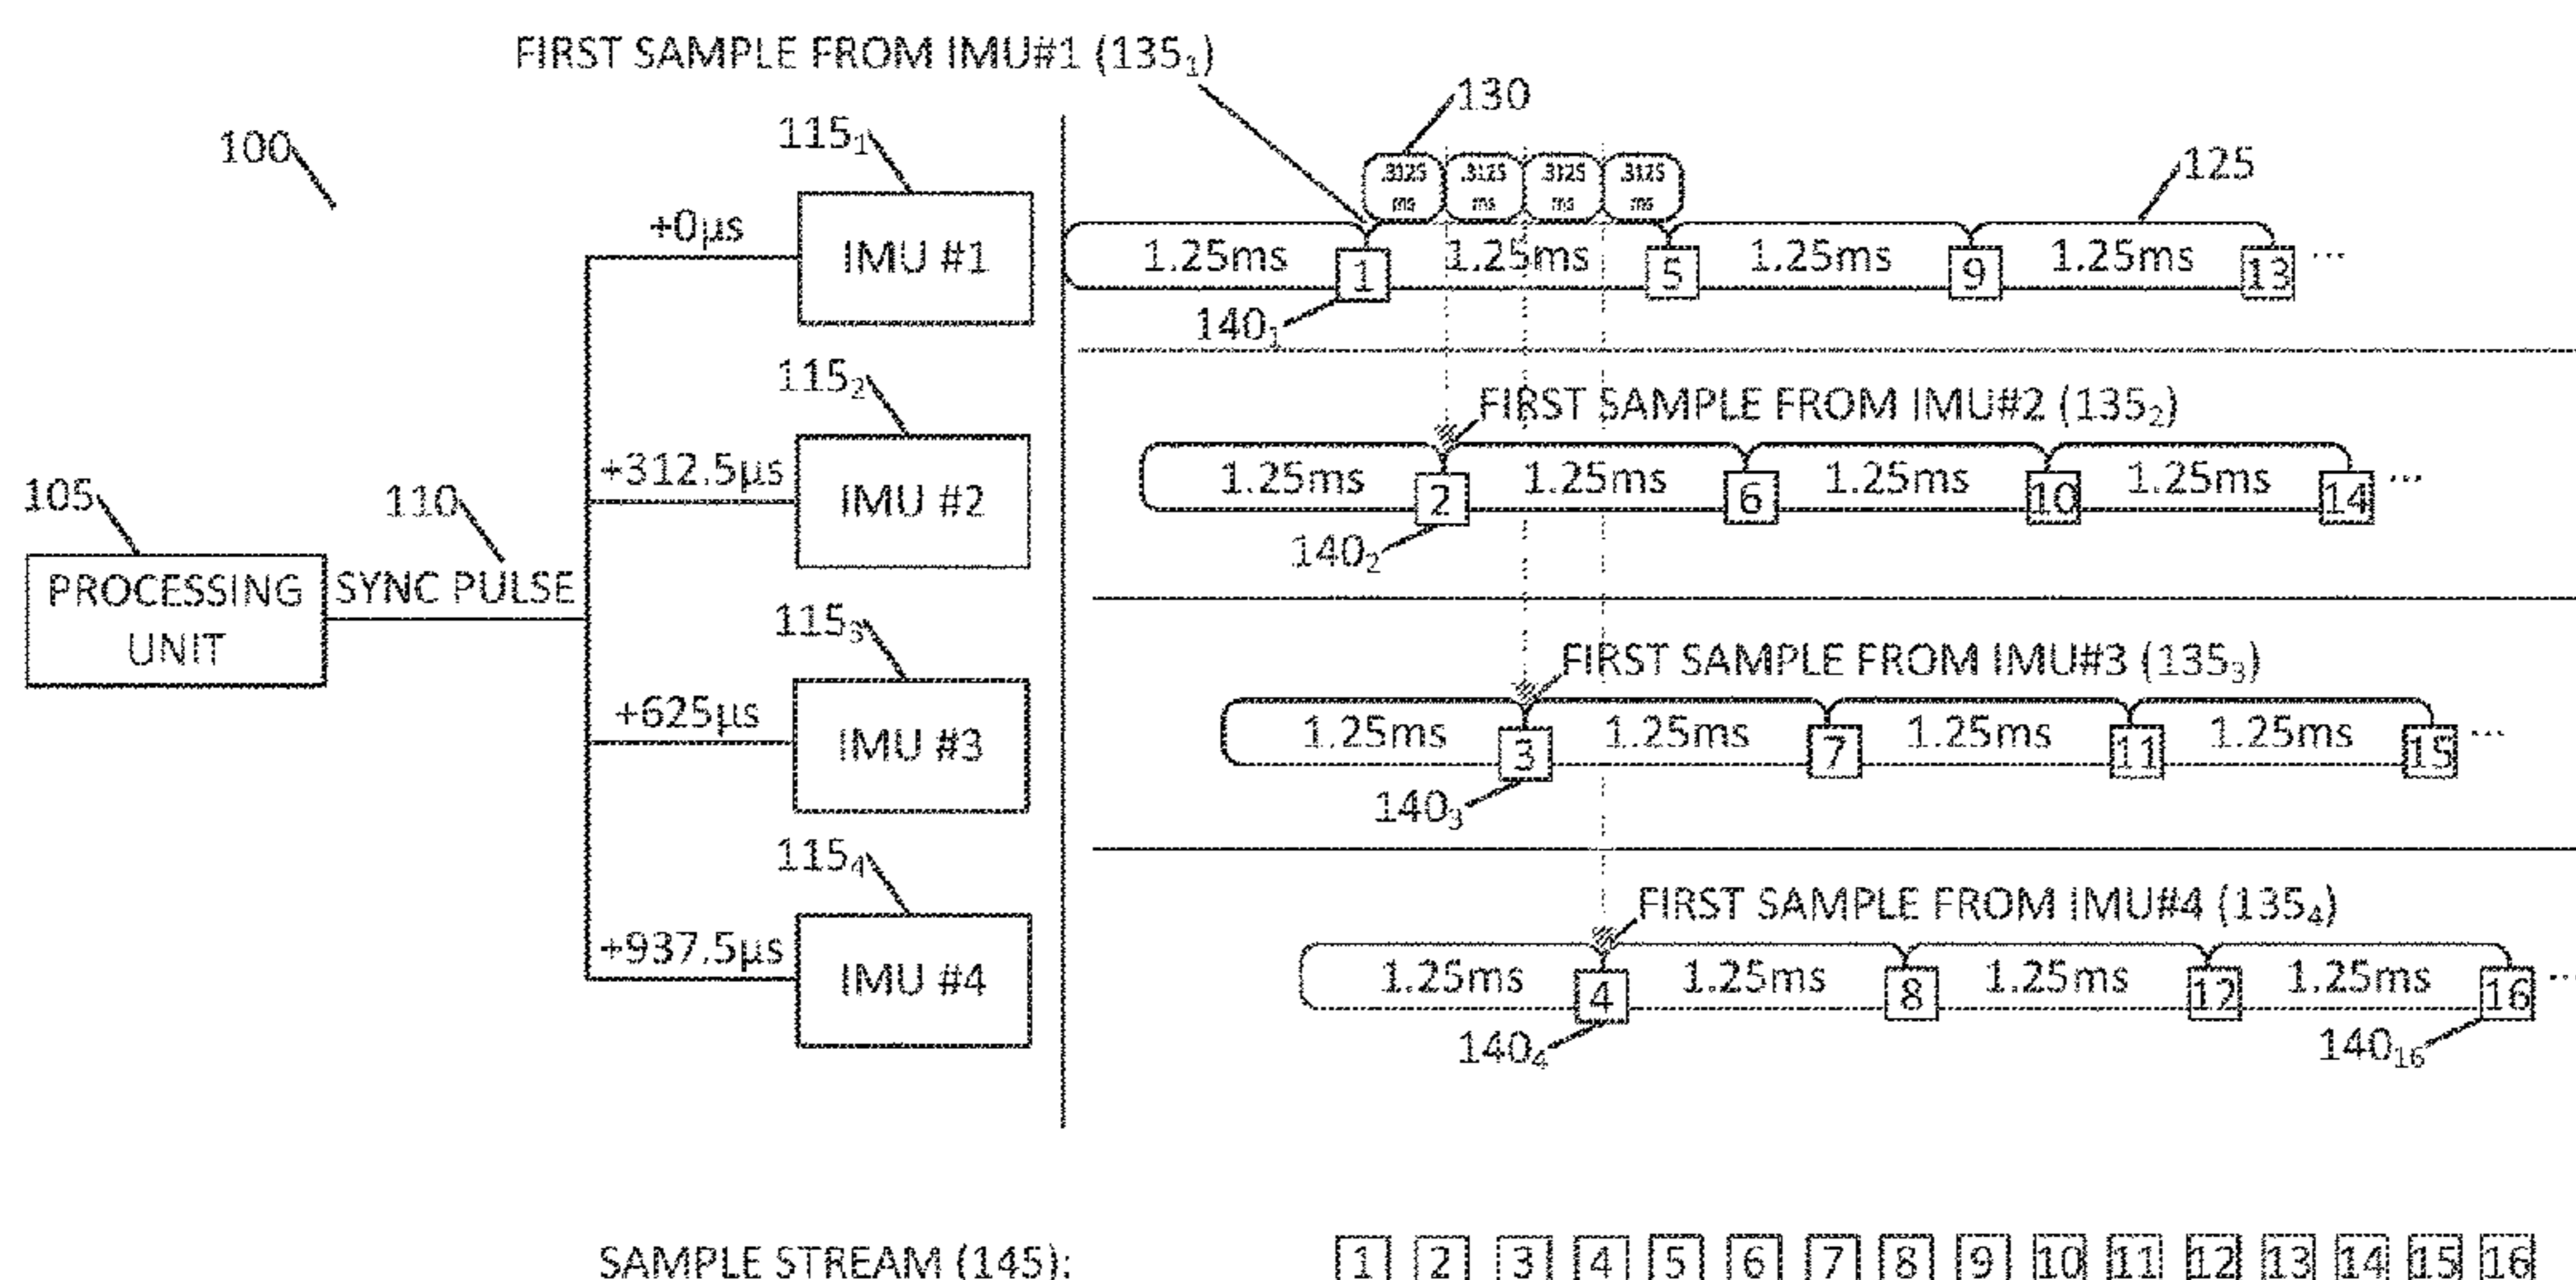 FIRST SAMPLE FROM IMU#1 (135₁)
130
100
115₁
125
.3125 ms
.3125 ms
.3125 ms
.3125 ms
+0µs
IMU #1
1.25ms 1 1.25ms 5 1.25ms 9 1.25ms 13 ...
140₁
115₂
FIRST SAMPLE FROM IMU#2 (135₂)
+312.5µs
IMU #2
1.25ms 2 1.25ms 6 1.25ms 10 1.25ms 14 ...
140₂
105
110
PROCESSING
UNIT
SYNC PULSE
115₃
FIRST SAMPLE FROM IMU#3 (135₃)
+625µs
IMU #3
1.25ms 3 1.25ms 7 1.25ms 11 1.25ms 15 ...
140₃
115₄
FIRST SAMPLE FROM IMU#4 (135₄)
+937.5µs
IMU #4
1.25ms 4 1.25ms 8 1.25ms 12 1.25ms 16 ...
140₄
140₁₆
SAMPLE STREAM (145): 1 2 3 4 5 6 7 8 9 10 11 12 13 14 15 16